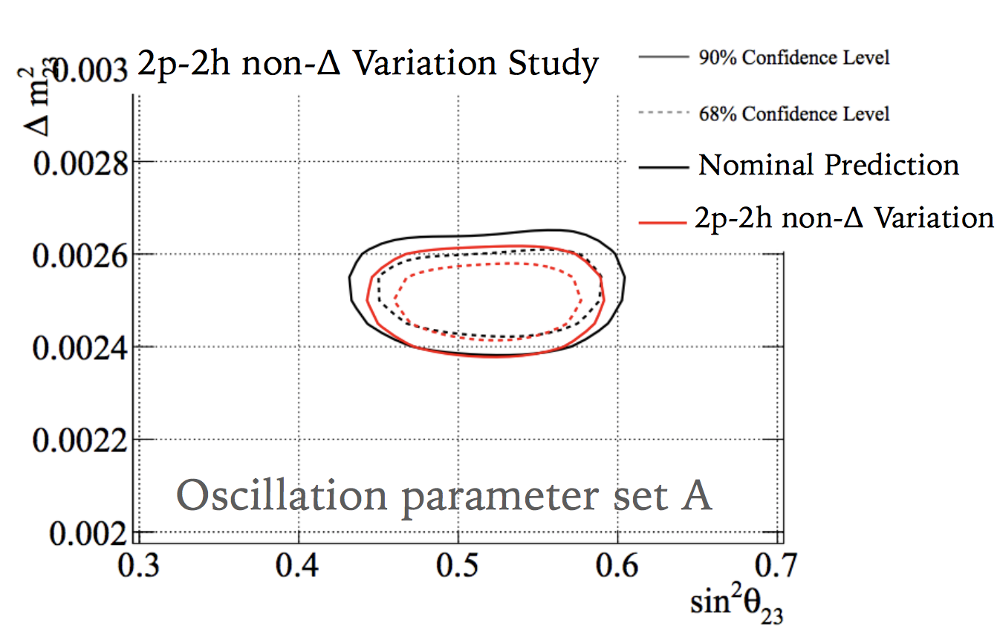 Δ m²₂₃
0.003
2p-2h non-Δ Variation Study
90% Confidence Level
68% Confidence Level
Nominal Prediction
2p-2h non-Δ Variation
0.0028
0.0026
0.0024
0.0022
0.002
Oscillation parameter set A
0.3 0.4 0.5 0.6 0.7
sin²θ₂₃